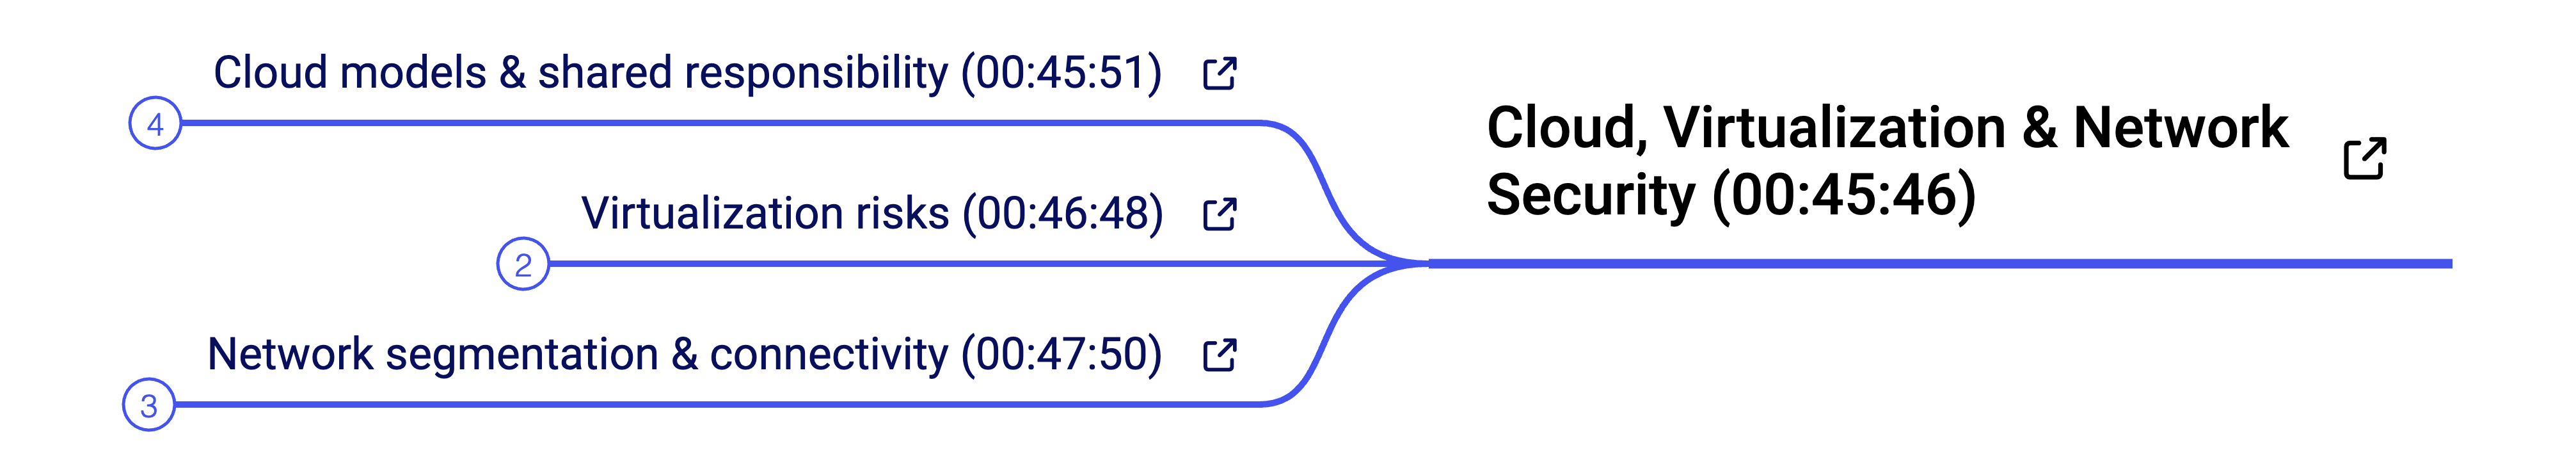 Cloud models & shared responsibility (00:45:51)
4
Virtualization risks (00:46:48)
2
Network segmentation & connectivity (00:47:50)
3
Cloud, Virtualization & Network
Security (00:45:46)